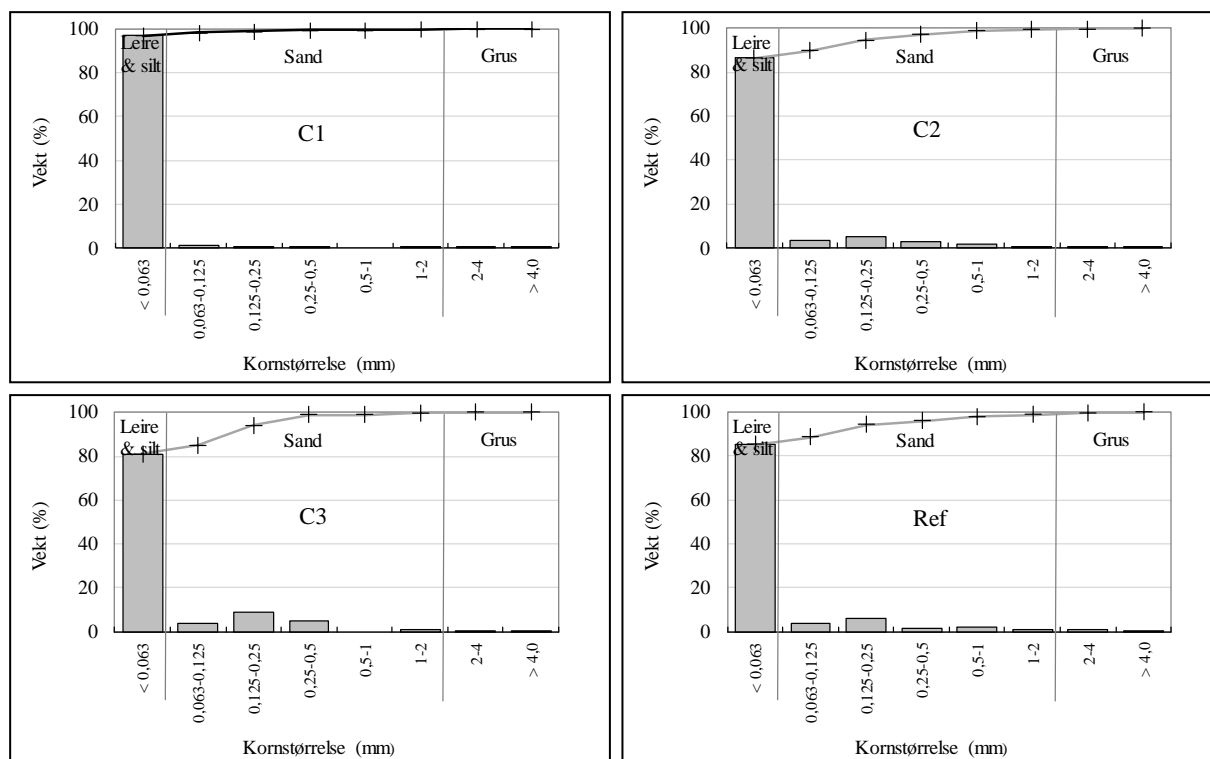 100
80
60
40
20
0
Vekt (%)
Leire
& silt
Sand
Grus
C1
< 0,063
0,063-0,125
0,125-0,25
0,25-0,5
0,5-1
1-2
2-4
> 4,0
Kornstørrelse (mm)
100
80
60
40
20
0
Vekt (%)
Leire
& silt
Sand
Grus
C2
< 0,063
0,063-0,125
0,125-0,25
0,25-0,5
0,5-1
1-2
2-4
> 4,0
Kornstørrelse (mm)
100
80
60
40
20
0
Vekt (%)
Leire
& silt
Sand
Grus
C3
< 0,063
0,063-0,125
0,125-0,25
0,25-0,5
0,5-1
1-2
2-4
> 4,0
Kornstørrelse (mm)
100
80
60
40
20
0
Vekt (%)
Leire
& silt
Sand
Grus
Ref
< 0,063
0,063-0,125
0,125-0,25
0,25-0,5
0,5-1
1-2
2-4
> 4,0
Kornstørrelse (mm)